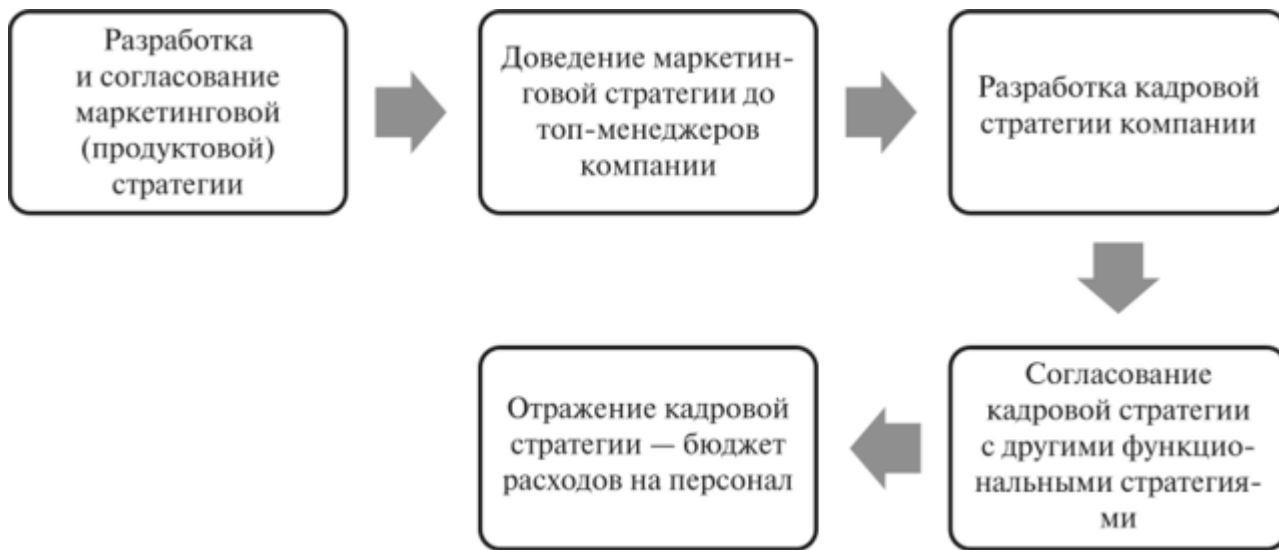 Разработка
и согласование
маркетинговой
(продуктовой)
стратегии
Доведение маркетин-
говой стратегии до
топ-менеджеров
компании
Разработка кадровой
стратегии компании
Согласование
кадровой стратегии
с другими функцио-
нальными стратегия-
ми
Отражение кадровой
стратегии — бюджет
расходов на персонал